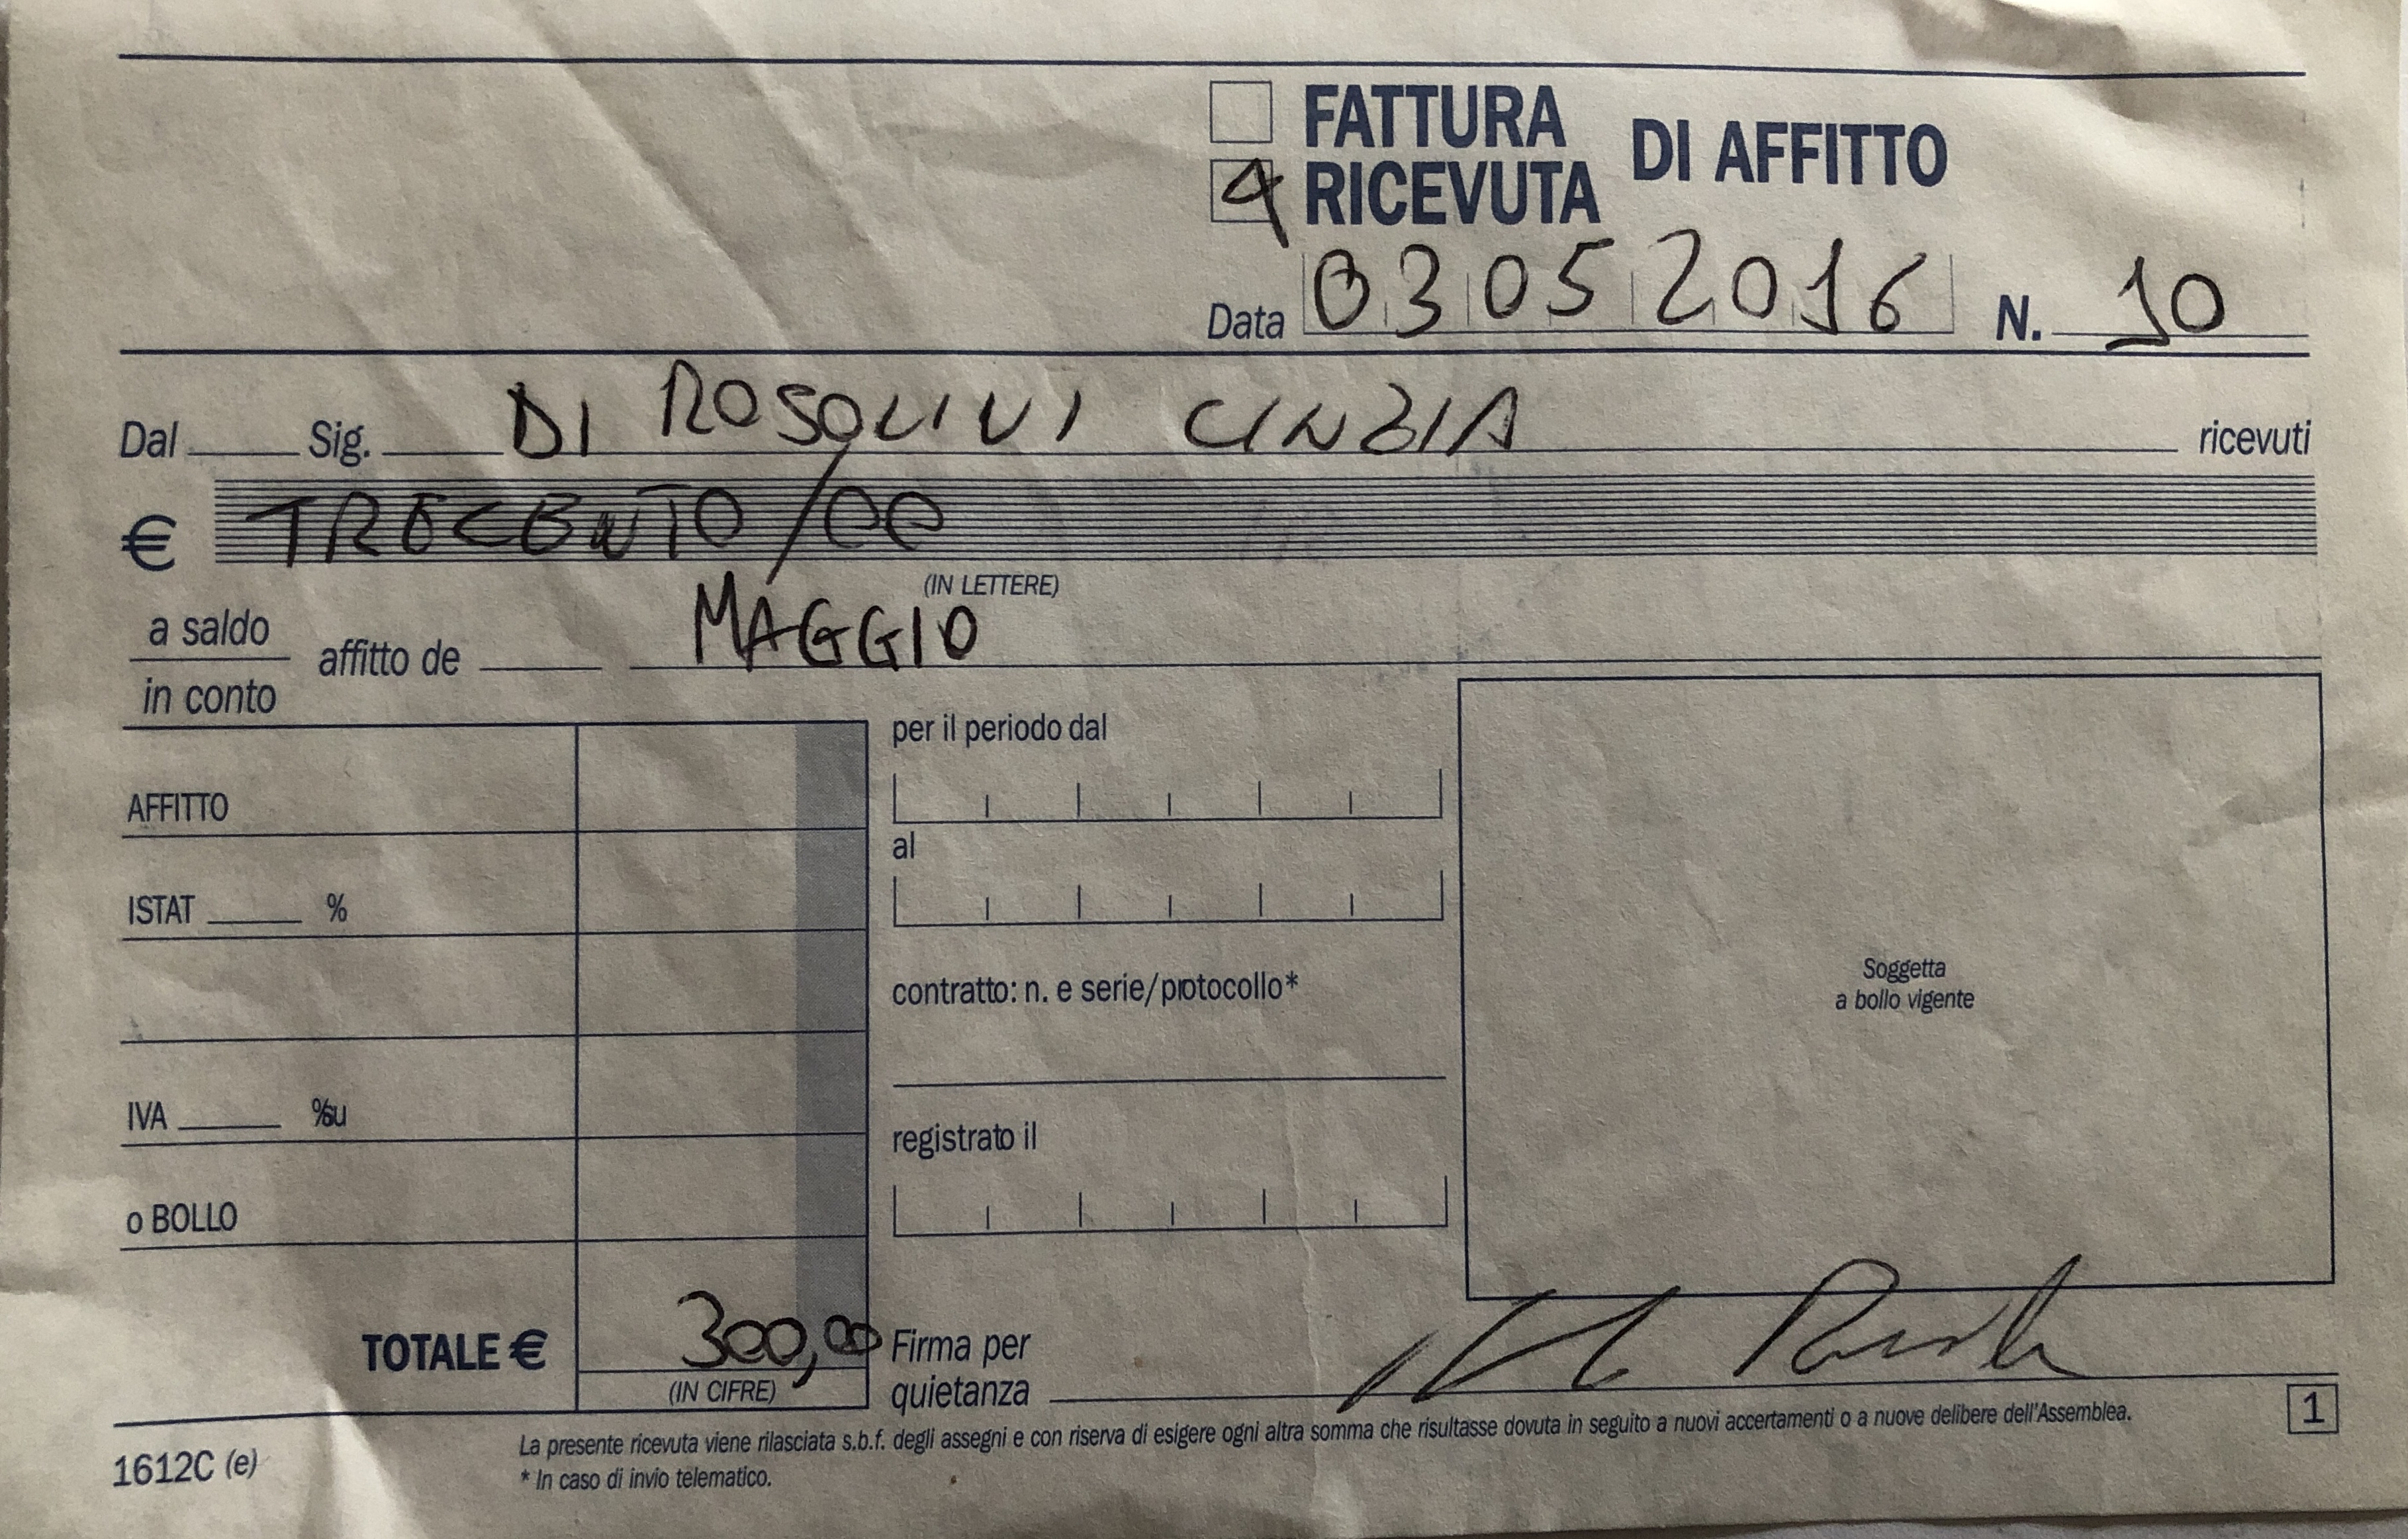 FATTURA
RICEVUTA DI AFFITTO
Data 03 05 2016 N. 10
Dal Sig. DI ROSOLINI CINZIA ricevuti
€ TRECENTO/00
(IN LETTERE)
a saldo
in conto
affitto de MAGGIO
AFFITTO
ISTAT %
IVA % su
o BOLLO
TOTALE € 300,00
(IN CIFRE)
per il periodo dal
al
contratto: n. e serie/protocollo*
registrato il
Soggetta
a bollo vigente
Firma per
quietanza
1
La presente ricevuta viene rilasciata s.b.f. degli assegni e con riserva di esigere ogni altra somma che risultasse dovuta in seguito a nuovi accertamenti o a nuove delibere dell'Assemblea.
1612C (e)
* In caso di invio telematico.